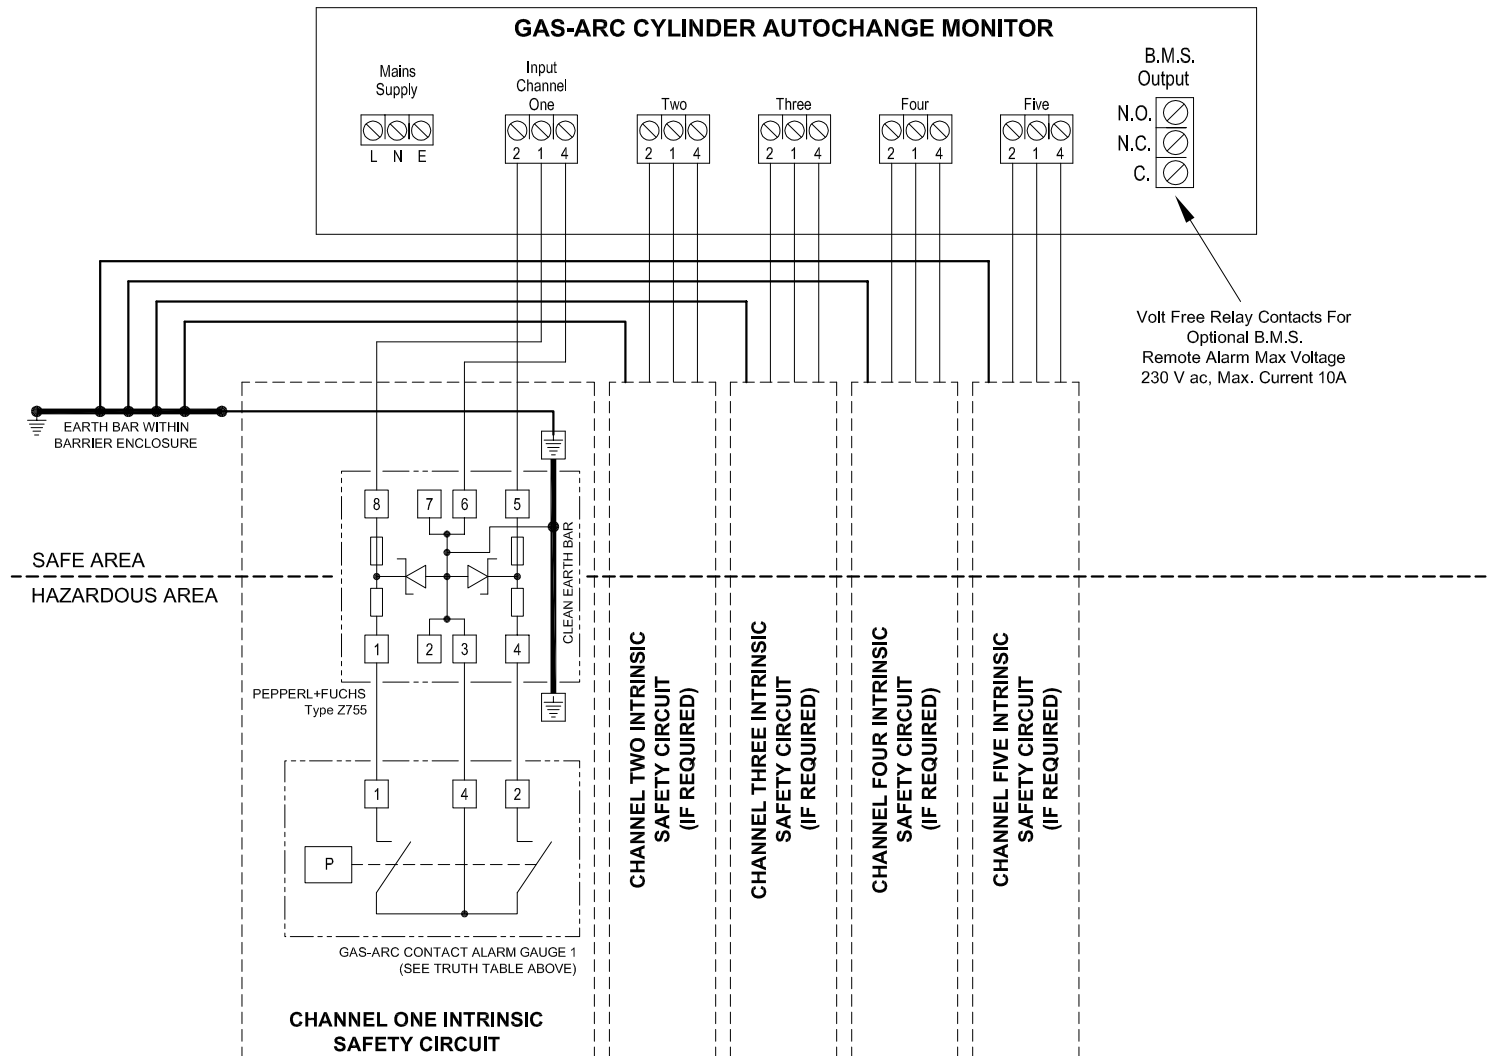 GAS-ARC CYLINDER AUTOCHANGE MONITOR
Mains
Supply
L N E
Input
Channel
One
2 1 4
Two
2 1 4
Three
2 1 4
Four
2 1 4
Five
2 1 4
B.M.S.
Output
N.O.
N.C.
C.
Volt Free Relay Contacts For
Optional B.M.S.
Remote Alarm Max Voltage
230 V ac, Max. Current 10A
EARTH BAR WITHIN
BARRIER ENCLOSURE
8 7 6 5
CLEAN EARTH BAR
SAFE AREA
HAZARDOUS AREA
1 2 3 4
PEPPERL+FUCHS
Type Z755
1 4 2
P
GAS-ARC CONTACT ALARM GAUGE 1
(SEE TRUTH TABLE ABOVE)
CHANNEL ONE INTRINSIC
SAFETY CIRCUIT
CHANNEL TWO INTRINSIC
SAFETY CIRCUIT
(IF REQUIRED)
CHANNEL THREE INTRINSIC
SAFETY CIRCUIT
(IF REQUIRED)
CHANNEL FOUR INTRINSIC
SAFETY CIRCUIT
(IF REQUIRED)
CHANNEL FIVE INTRINSIC
SAFETY CIRCUIT
(IF REQUIRED)